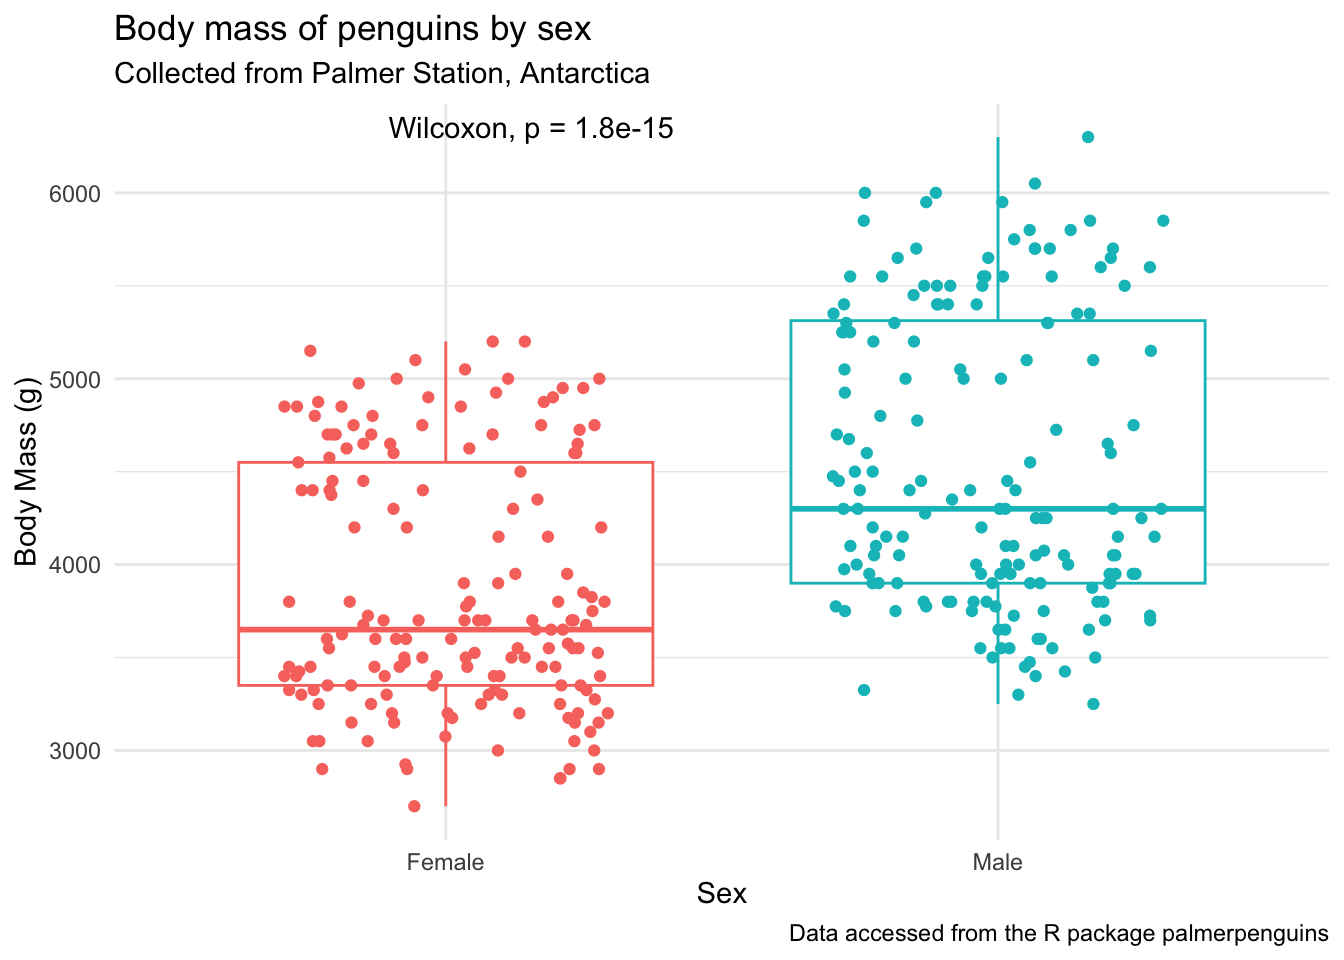 Body mass of penguins by sex
Collected from Palmer Station, Antarctica
Wilcoxon, p = 1.8e-15
6000
5000
4000
3000
Body Mass (g)
Female Male
Sex
Data accessed from the R package palmerpenguins